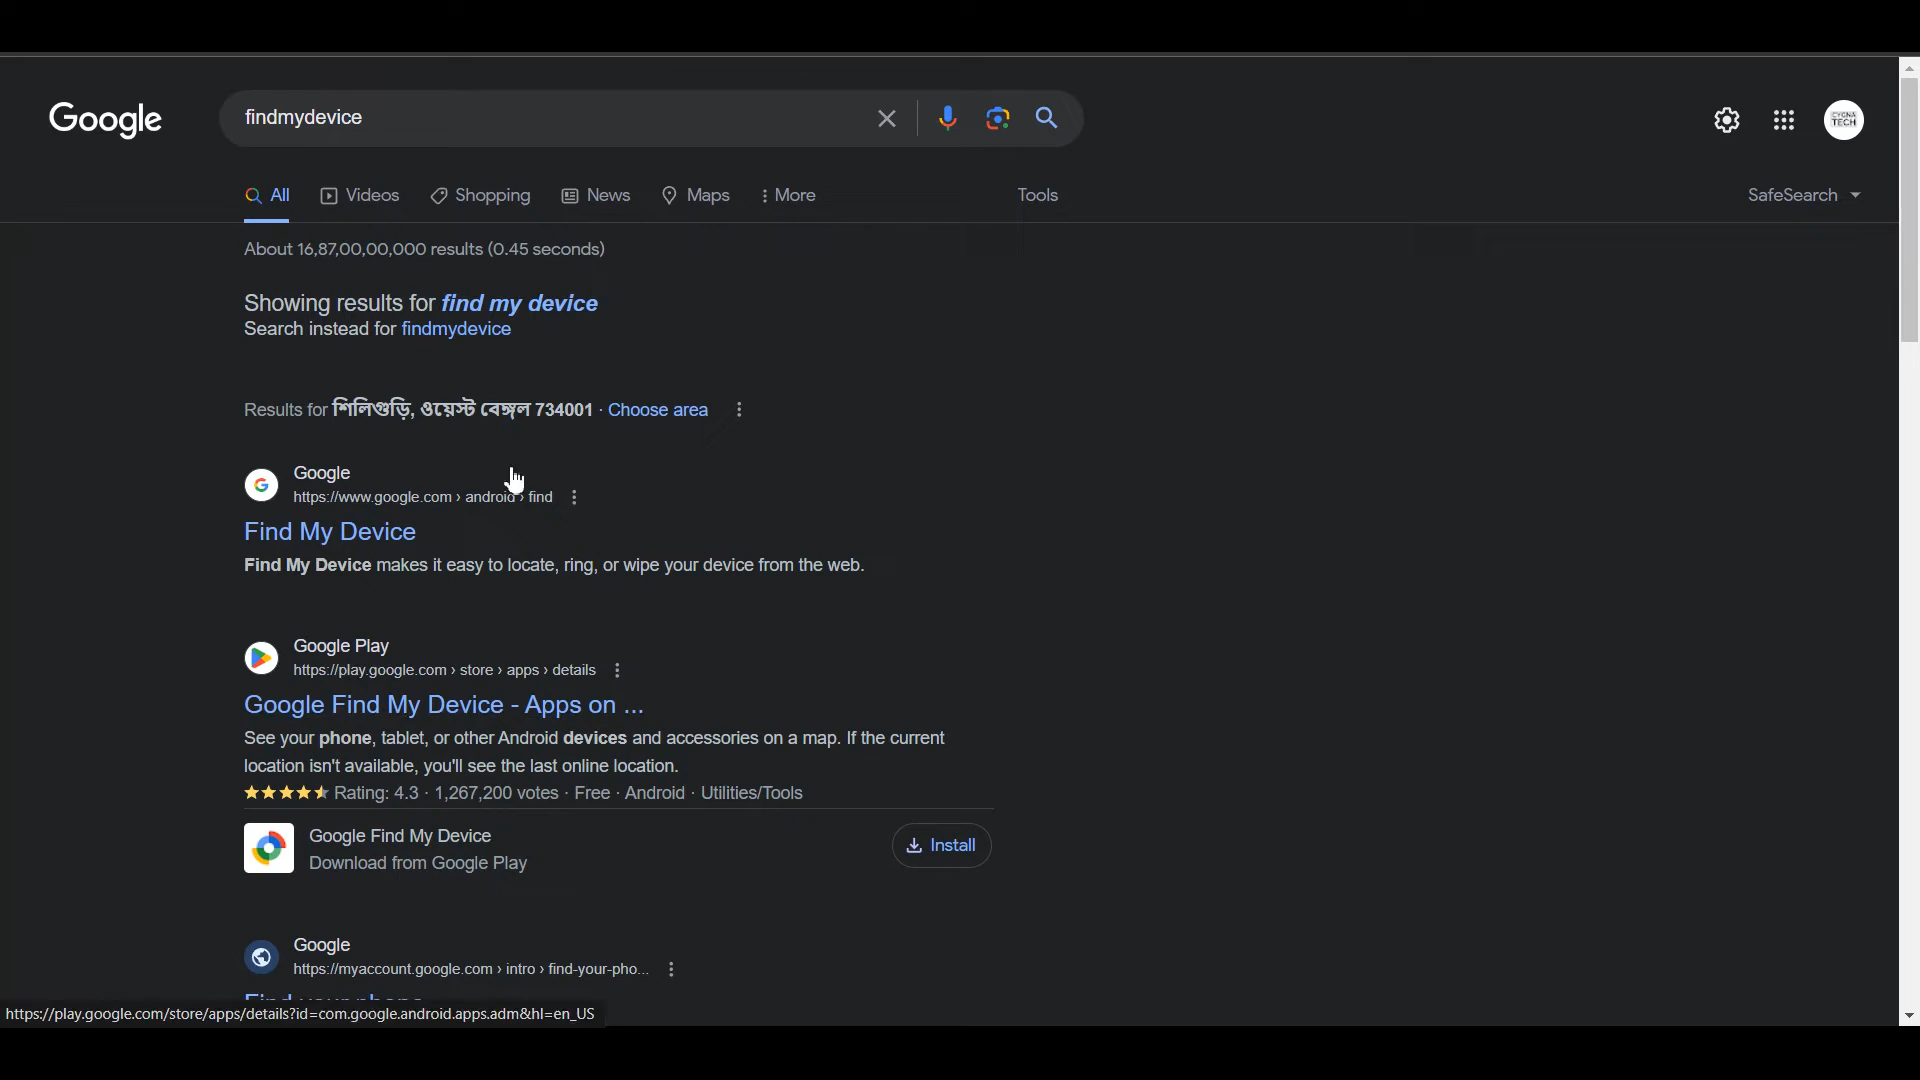 Google
findmydevice
CYGNA
TECH
All
Videos
Shopping
News
Maps
More
Tools
SafeSearch
About 16,87,00,00,000 results (0.45 seconds)
Showing results for find my device
Search instead for findmydevice
Results for শিলিগুড়ি, ওয়েস্ট বেঙ্গল 734001 · Choose area
Google
https://www.google.com › android › find
Find My Device
Find My Device makes it easy to locate, ring, or wipe your device from the web.
Google Play
https://play.google.com › store › apps › details
Google Find My Device - Apps on ...
See your phone, tablet, or other Android devices and accessories on a map. If the current
location isn't available, you'll see the last online location.
Rating: 4.3 · 1,267,200 votes · Free · Android · Utilities/Tools
Google Find My Device
Download from Google Play
Install
Google
https://myaccount.google.com › intro › find-your-pho...
Find your phone
https://play.google.com/store/apps/details?id=com.google.android.apps.adm&hl=en_US